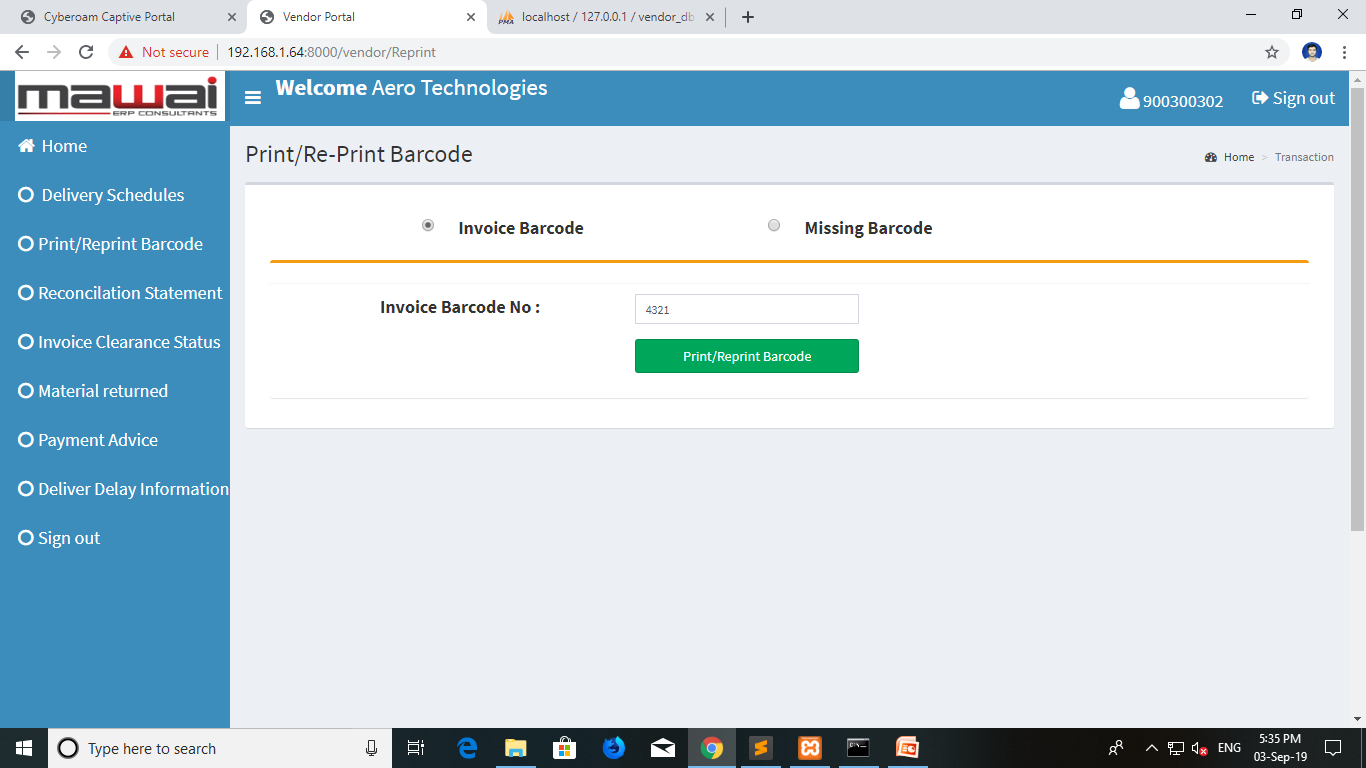 Cyberoam Captive Portal
Vendor Portal
localhost / 127.0.0.1 / vendor_db
Not secure
192.168.1.64:8000/vendor/Reprint
mawai
ERP CONSULTANTS
Welcome Aero Technologies
900300302
Sign out
Home
Delivery Schedules
Print/Reprint Barcode
Reconcilation Statement
Invoice Clearance Status
Material returned
Payment Advice
Deliver Delay Information
Sign out
Print/Re-Print Barcode
Home > Transaction
Invoice Barcode
Missing Barcode
Invoice Barcode No :
4321
Print/Reprint Barcode
Type here to search
ENG
5:35 PM
03-Sep-19